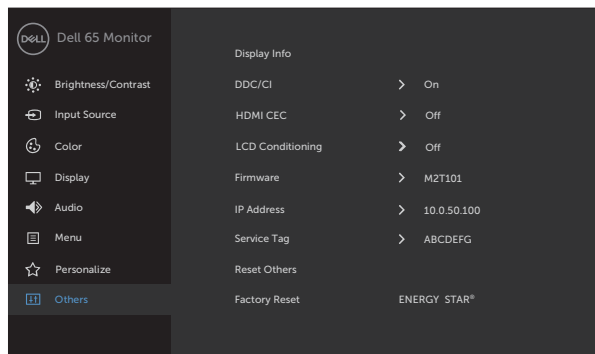 DELL Dell 65 Monitor
Display Info
Brightness/Contrast DDC/CI > On
Input Source HDMI CEC > Off
Color LCD Conditioning > Off
Display Firmware > M2T101
Audio IP Address > 10.0.50.100
Menu Service Tag > ABCDEFG
Personalize Reset Others
Others Factory Reset ENERGY STAR®